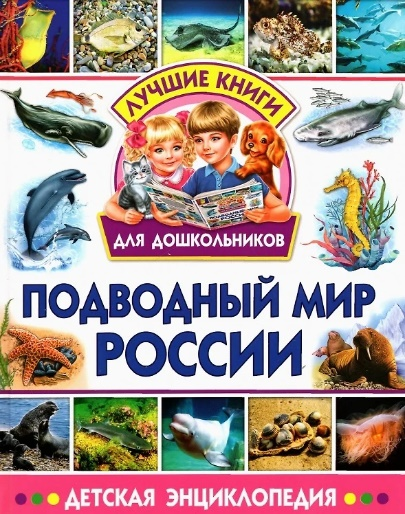 ЛУЧШИЕ КНИГИ
ДЛЯ ДОШКОЛЬНИКОВ
ПОДВОДНЫЙ МИР
РОССИИ
ДЕТСКАЯ ЭНЦИКЛОПЕДИЯ